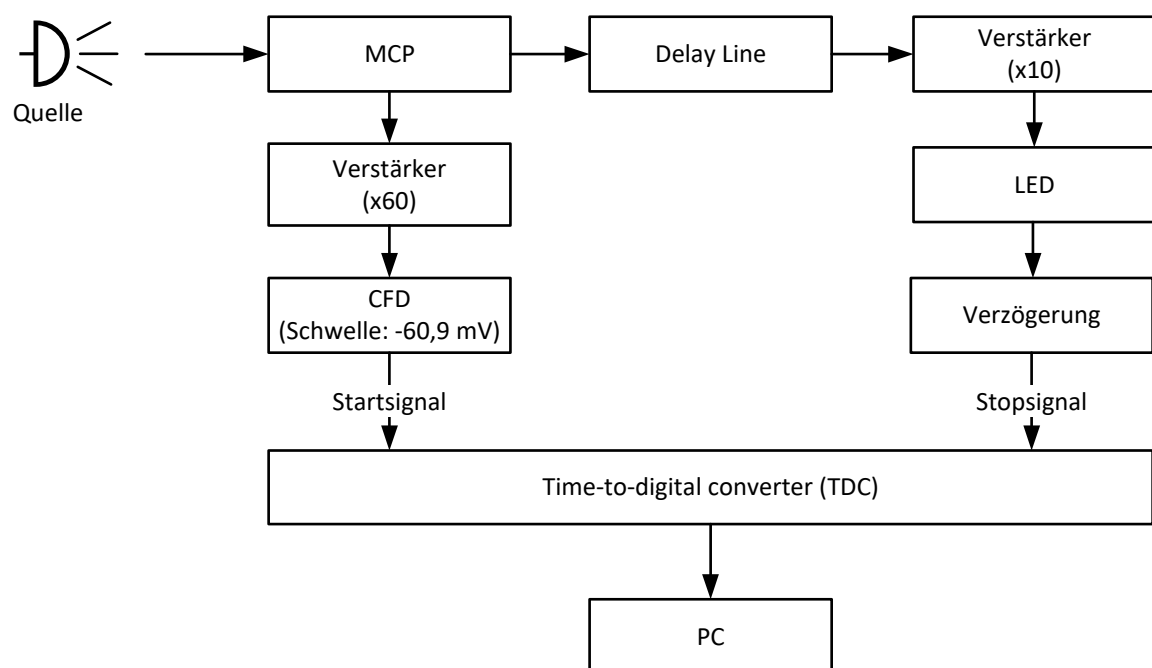 Quelle
MCP
Delay Line
Verstärker
(x10)
Verstärker
(x60)
LED
CFD
(Schwelle: -60,9 mV)
Verzögerung
Startsignal
Stopsignal
Time-to-digital converter (TDC)
PC